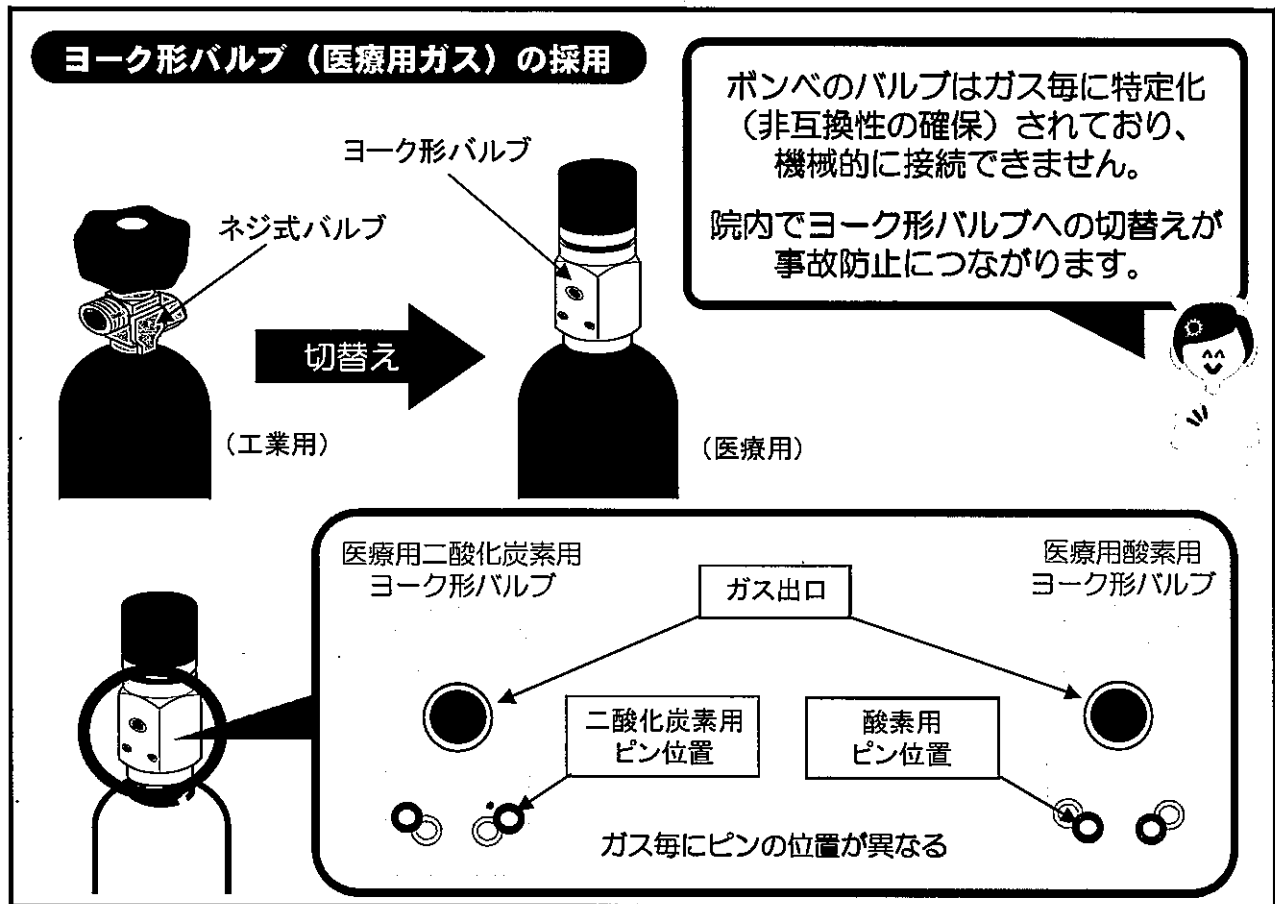 ヨーク形バルブ（医療用ガス）の採用
ボンベのバルブはガス毎に特定化
（非互換性の確保）されており、
機械的に接続できません。
院内でヨーク形バルブへの切替えが
事故防止につながります。
ヨーク形バルブ
ネジ式バルブ
切替え
（工業用）
（医療用）
医療用二酸化炭素用
ヨーク形バルブ
ガス出口
医療用酸素用
ヨーク形バルブ
二酸化炭素用
ピン位置
酸素用
ピン位置
ガス毎にピンの位置が異なる